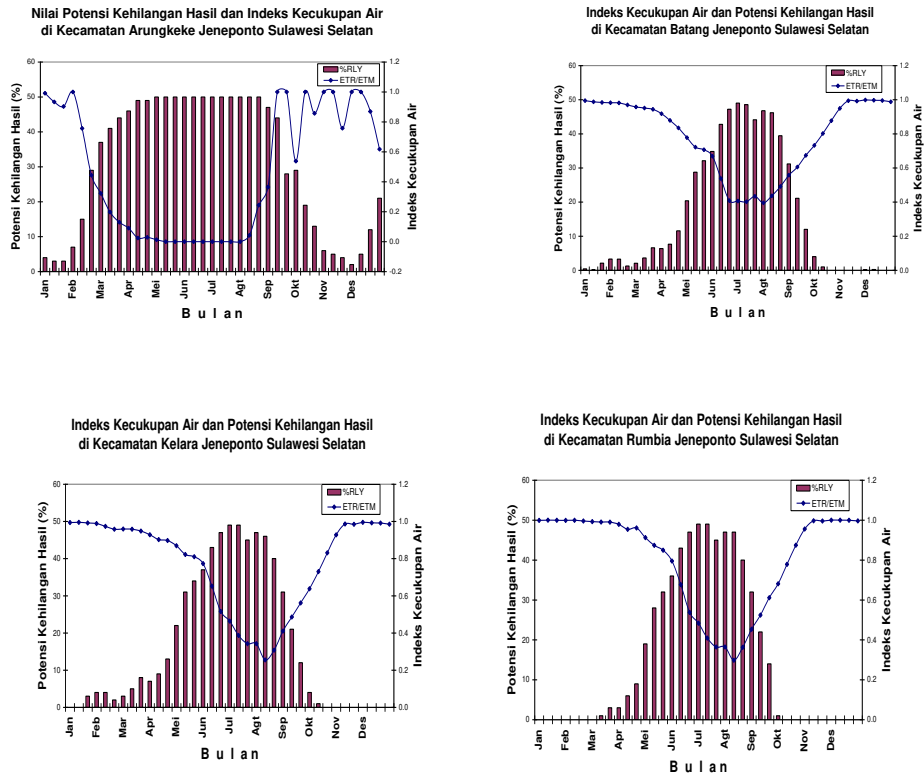 Nilai Potensi Kehilangan Hasil dan Indeks Kecukupan Air
di Kecamatan Arungkeke Jeneponto Sulawesi Selatan
%RLY
ETR/ETM
Potensi Kehilangan Hasil (%)
60
50
40
30
20
10
0
1.2
1.0
0.8
0.6
0.4
0.2
0.0
-0.2
Indeks Kecukupan Air
Jan Feb Mar Apr Mei Jun Jul Agt Sep Okt Nov Des
B u l a n
Indeks Kecukupan Air dan Potensi Kehilangan Hasil
di Kecamatan Batang Jeneponto Sulawesi Selatan
%RLY
ETR/ETM
Potensi Kehilangan Hasil (%)
60
50
40
30
20
10
0
1.2
1.0
0.8
0.6
0.4
0.2
0.0
Indeks Kecukupan Air
Jan Feb Mar Apr Mei Jun Jul Agt Sep Okt Nov Des
B u l a n
Indeks Kecukupan Air dan Potensi Kehilangan Hasil
di Kecamatan Kelara Jeneponto Sulawesi Selatan
%RLY
ETR/ETM
Potensi Kehilangan Hasil (%)
60
50
40
30
20
10
0
1.2
1.0
0.8
0.6
0.4
0.2
0.0
Indeks Kecukupan Air
Jan Feb Mar Apr Mei Jun Jul Agt Sep Okt Nov Des
B u l a n
Indeks Kecukupan Air dan Potensi Kehilangan Hasil
di Kecamatan Rumbia Jeneponto Sulawesi Selatan
%RLY
ETR/ETM
Potensi Kehilangan Hasil (%)
60
50
40
30
20
10
0
1.2
1.0
0.8
0.6
0.4
0.2
0.0
Indeks Kecukupan Air
Jan Feb Mar Apr Mei Jun Jul Agt Sep Okt Nov Des
B u l a n